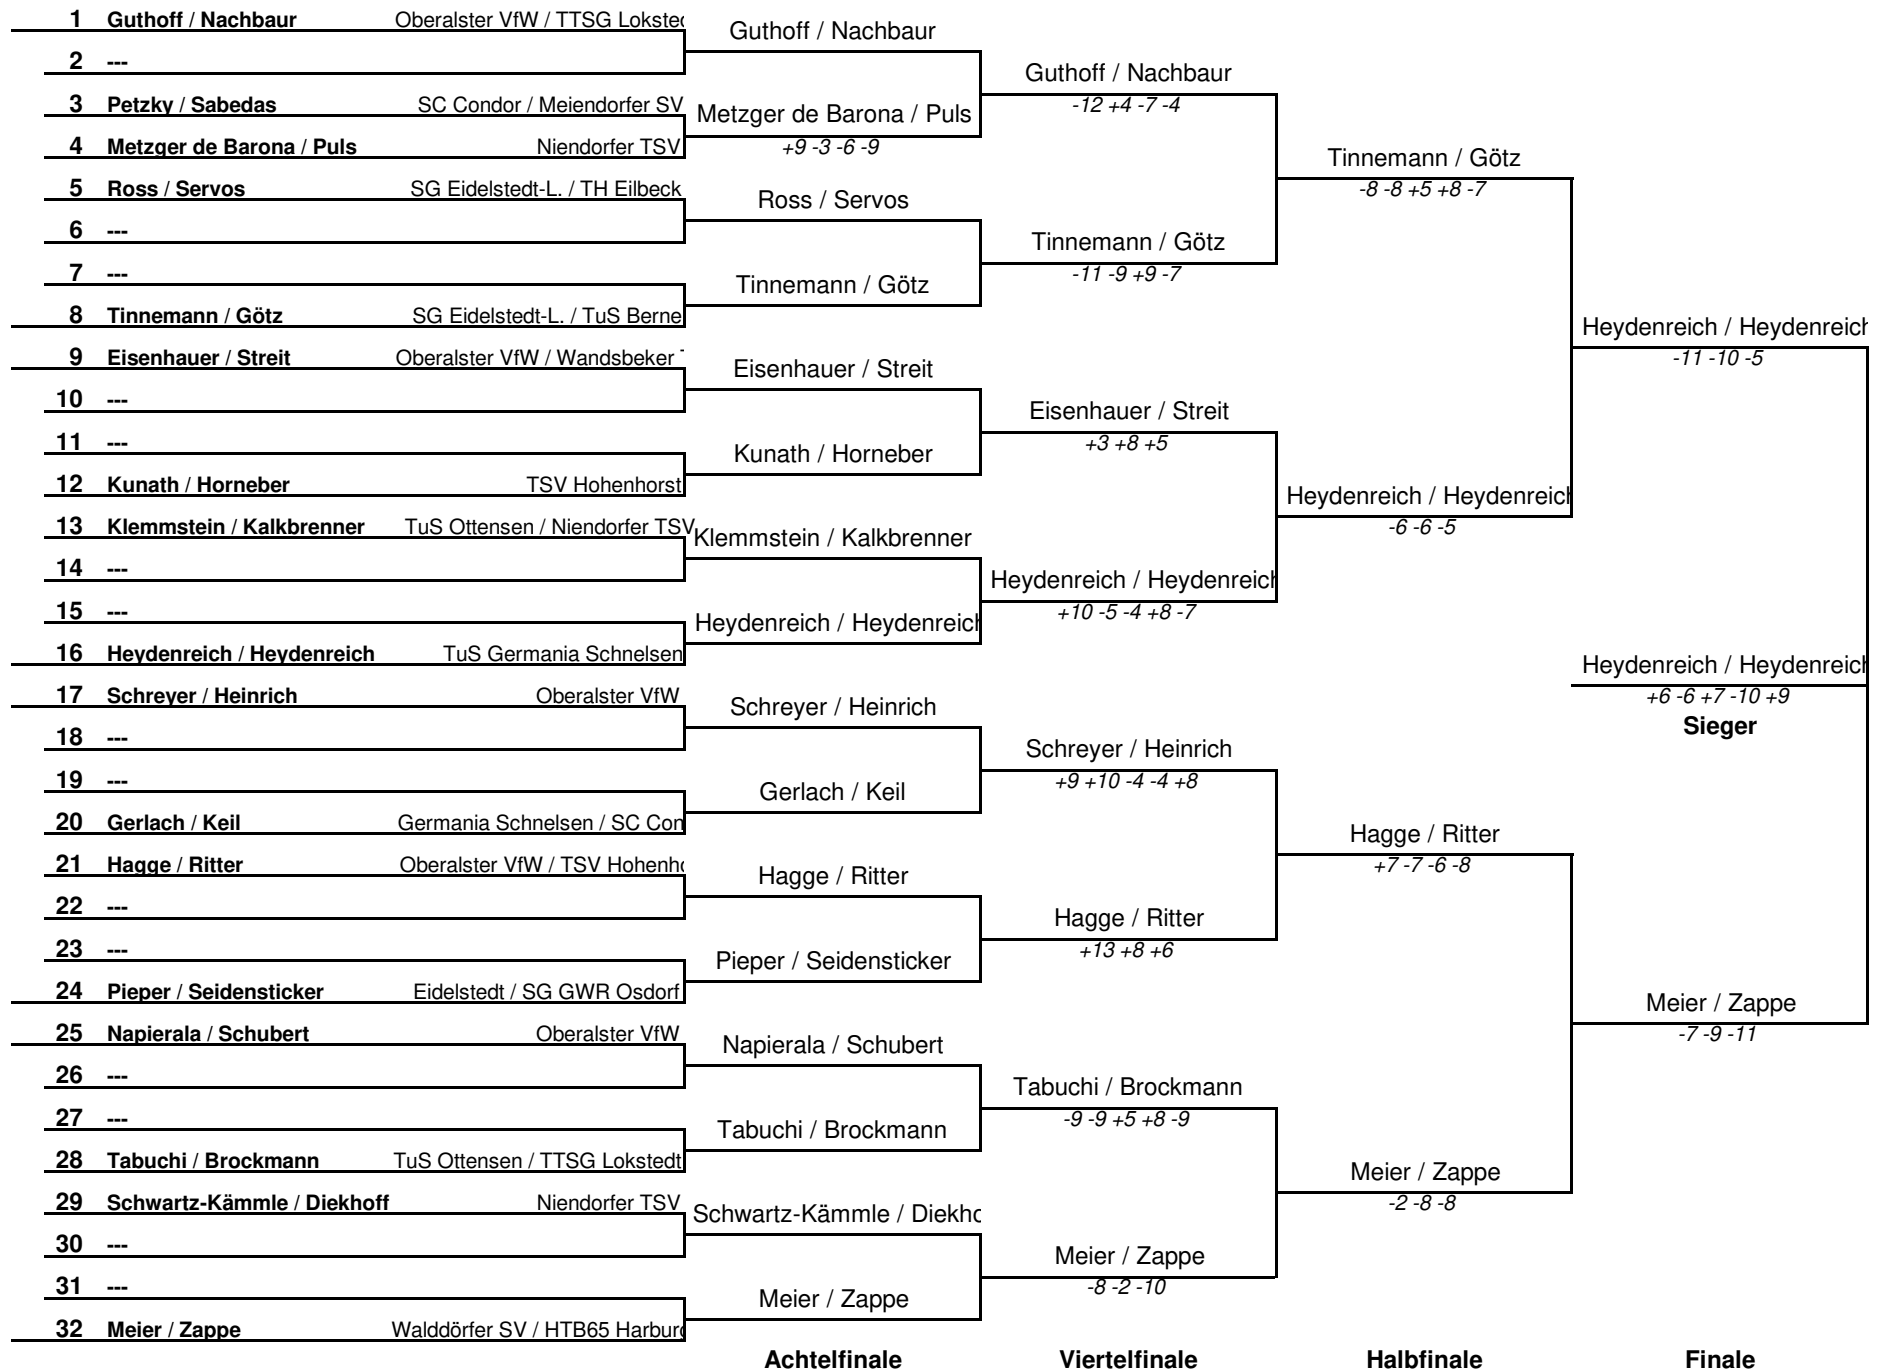 1 Guthoff / Nachbaur Oberalster VfW / TTSG Loksted
2 ---
3 Petzky / Sabedas SC Condor / Meiendorfer SV
4 Metzger de Barona / Puls Niendorfer TSV
5 Ross / Servos SG Eidelstedt-L. / TH Eilbeck
6 ---
7 ---
8 Tinnemann / Götz SG Eidelstedt-L. / TuS Berne
9 Eisenhauer / Streit Oberalster VfW / Wandsbeker
10 ---
11 ---
12 Kunath / Horneber TSV Hohenhorst
13 Klemmstein / Kalkbrenner TuS Ottensen / Niendorfer TSV
14 ---
15 ---
16 Heydenreich / Heydenreich TuS Germania Schnelsen
17 Schreyer / Heinrich Oberalster VfW
18 ---
19 ---
20 Gerlach / Keil Germania Schnelsen / SC Con
21 Hagge / Ritter Oberalster VfW / TSV Hohenho
22 ---
23 ---
24 Pieper / Seidensticker Eidelstedt / SG GWR Osdorf
25 Napierala / Schubert Oberalster VfW
26 ---
27 ---
28 Tabuchi / Brockmann TuS Ottensen / TTSG Lokstedt
29 Schwartz-Kämmle / Diekhoff Niendorfer TSV
30 ---
31 ---
32 Meier / Zappe Walddörfer SV / HTB65 Harburg
Guthoff / Nachbaur
Metzger de Barona / Puls
+9 -3 -6 -9
Ross / Servos
Tinnemann / Götz
Eisenhauer / Streit
Kunath / Horneber
Klemmstein / Kalkbrenner
Heydenreich / Heydenreich
Schreyer / Heinrich
Gerlach / Keil
Hagge / Ritter
Pieper / Seidensticker
Napierala / Schubert
Tabuchi / Brockmann
Schwartz-Kämmle / Diekho
Meier / Zappe
Achtelfinale
Guthoff / Nachbaur
-12 +4 -7 -4
Tinnemann / Götz
-11 -9 +9 -7
Eisenhauer / Streit
+3 +8 +5
Heydenreich / Heydenreich
+10 -5 -4 +8 -7
Schreyer / Heinrich
+9 +10 -4 -4 +8
Hagge / Ritter
+13 +8 +6
Tabuchi / Brockmann
-9 -9 +5 +8 -9
Meier / Zappe
-8 -2 -10
Viertelfinale
Tinnemann / Götz
-8 -8 +5 +8 -7
Heydenreich / Heydenreich
-6 -6 -5
Hagge / Ritter
+7 -7 -6 -8
Meier / Zappe
-2 -8 -8
Halbfinale
Heydenreich / Heydenreich
-11 -10 -5
Heydenreich / Heydenreich
+6 -6 +7 -10 +9
Sieger
Meier / Zappe
-7 -9 -11
Finale